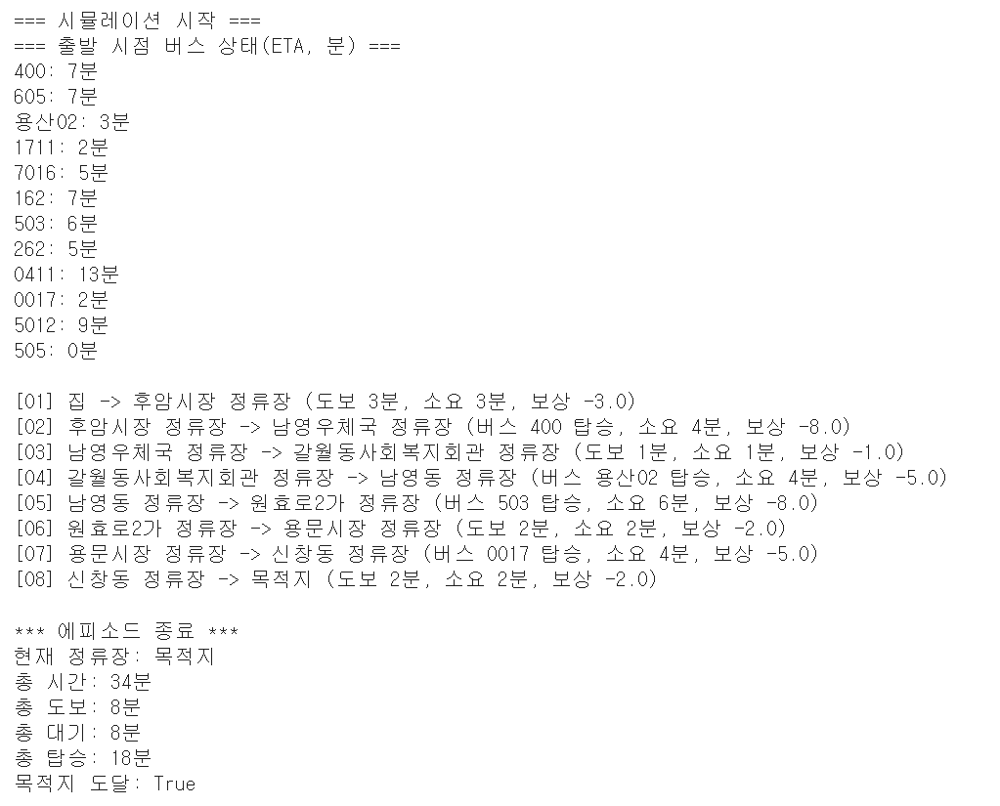 === 시뮬레이션 시작 ===
=== 출발 시점 버스 상태(ETA, 분) ===
400: 7분
605: 7분
용산02: 3분
1711: 2분
7016: 5분
162: 7분
503: 6분
262: 5분
0411: 13분
0017: 2분
5012: 9분
505: 0분
[01] 집 -> 후암시장 정류장 (도보 3분, 소요 3분, 보상 -3.0)
[02] 후암시장 정류장 -> 남영우체국 정류장 (버스 400 탑승, 소요 4분, 보상 -8.0)
[03] 남영우체국 정류장 -> 갈월동사회복지회관 정류장 (도보 1분, 소요 1분, 보상 -1.0)
[04] 갈월동사회복지회관 정류장 -> 남영동 정류장 (버스 용산02 탑승, 소요 4분, 보상 -5.0)
[05] 남영동 정류장 -> 원효로2가 정류장 (버스 503 탑승, 소요 6분, 보상 -8.0)
[06] 원효로2가 정류장 -> 용문시장 정류장 (도보 2분, 소요 2분, 보상 -2.0)
[07] 용문시장 정류장 -> 신창동 정류장 (버스 0017 탑승, 소요 4분, 보상 -5.0)
[08] 신창동 정류장 -> 목적지 (도보 2분, 소요 2분, 보상 -2.0)
*** 에피소드 종료 ***
현재 정류장: 목적지
총 시간: 34분
총 도보: 8분
총 대기: 8분
총 탑승: 18분
목적지 도달: True